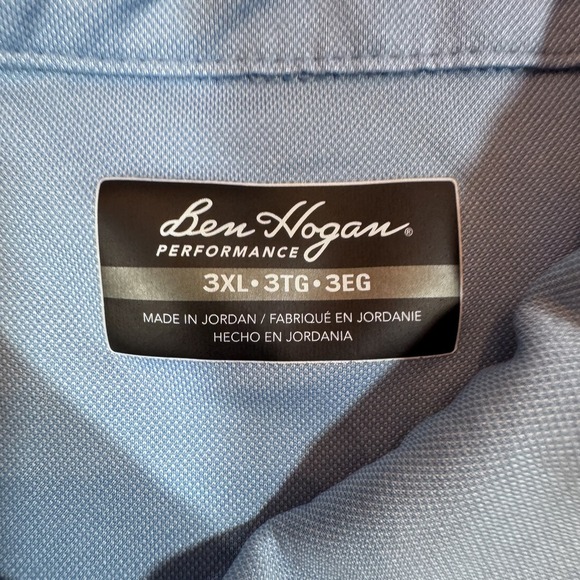 Ben Hogan®
PERFORMANCE
3XL • 3TG • 3EG
MADE IN JORDAN / FABRIQUÉ EN JORDANIE
HECHO EN JORDANIA